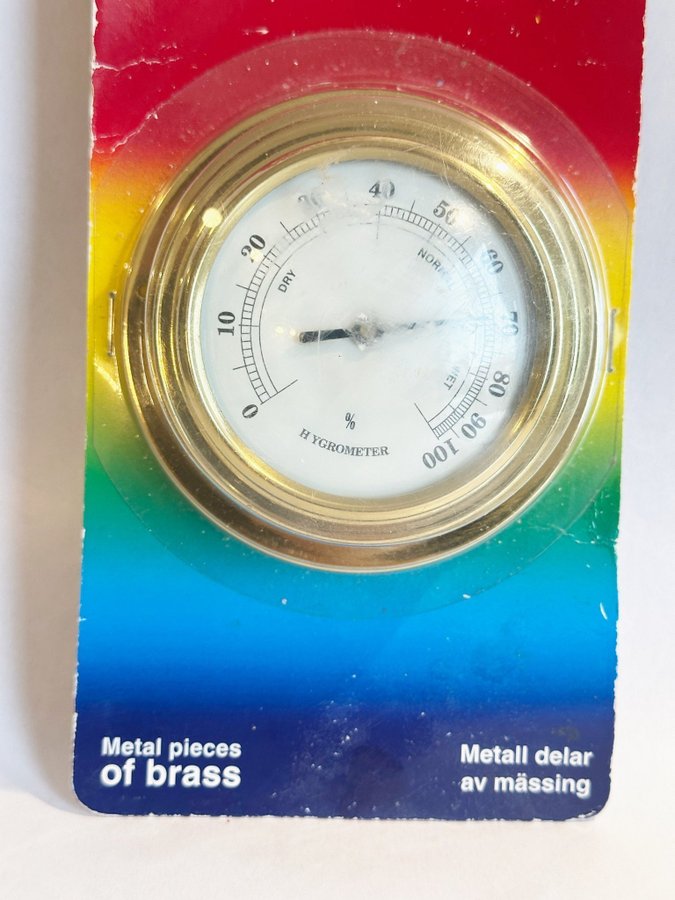 0
10
20
30
40
50
60
70
80
90
100
DRY
WET
%
HYGROMETER
Metal pieces
of brass
Metall delar
av mässing